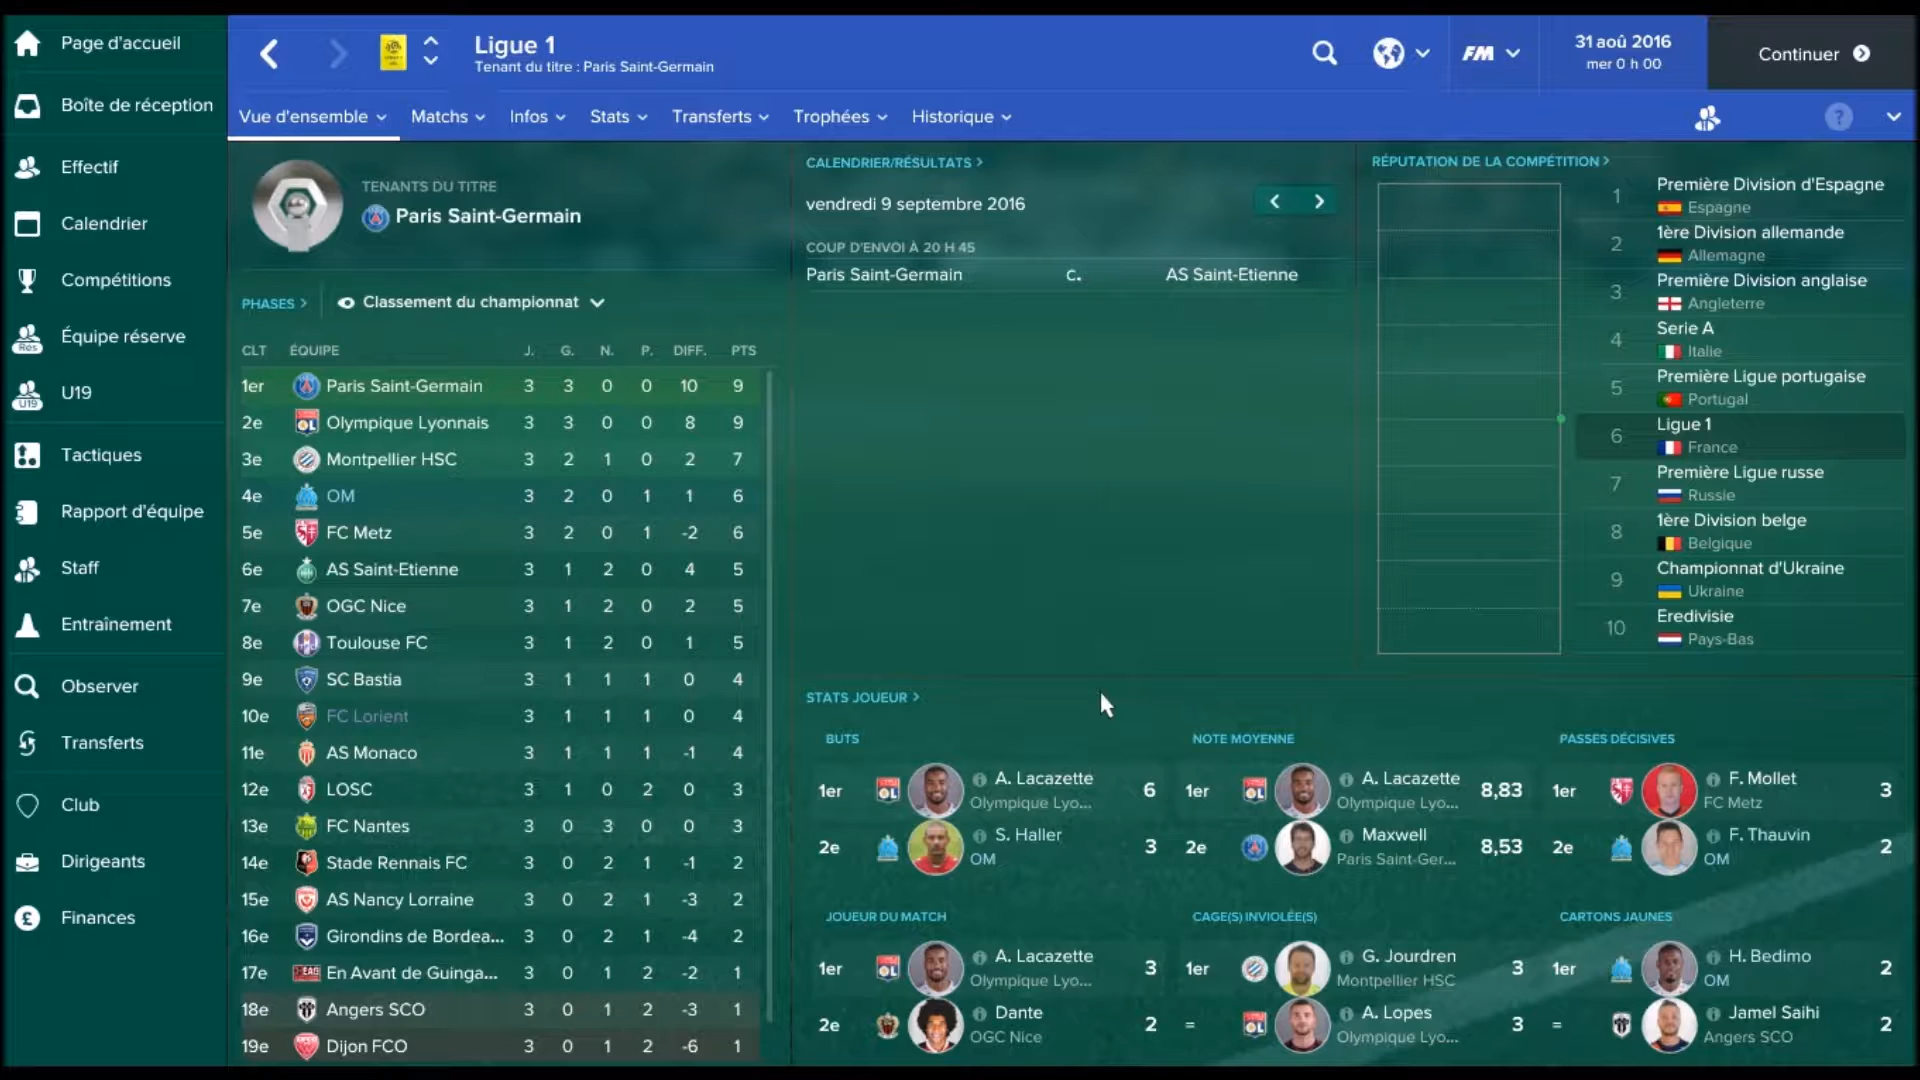 Page d'accueil
Boîte de réception
Effectif
Calendrier
Compétitions
Res
Équipe réserve
U19
U19
Tactiques
Rapport d'équipe
Staff
Entraînement
Observer
Transferts
Club
Dirigeants
Finances
Ligue 1
Tenant du titre : Paris Saint-Germain
FM
31 aoû 2016
mer 0 h 00
Continuer
Vue d'ensemble Matchs Infos Stats Transferts Trophées Historique
?
TENANTS DU TITRE
Paris Saint-Germain
PHASES > Classement du championnat
CLT ÉQUIPE J. G. N. P. DIFF. PTS
1er Paris Saint-Germain 3 3 0 0 10 9
2e Olympique Lyonnais 3 3 0 0 8 9
3e Montpellier HSC 3 2 1 0 2 7
4e OM 3 2 0 1 1 6
5e FC Metz 3 2 0 1 -2 6
6e AS Saint-Etienne 3 1 2 0 4 5
7e OGC Nice 3 1 2 0 2 5
8e Toulouse FC 3 1 2 0 1 5
9e SC Bastia 3 1 1 1 0 4
10e FC Lorient 3 1 1 1 0 4
11e AS Monaco 3 1 1 1 -1 4
12e LOSC 3 1 0 2 0 3
13e FC Nantes 3 0 3 0 0 3
14e Stade Rennais FC 3 0 2 1 -1 2
15e AS Nancy Lorraine 3 0 2 1 -3 2
16e Girondins de Bordea... 3 0 2 1 -4 2
17e En Avant de Guinga... 3 0 1 2 -2 1
18e Angers SCO 3 0 1 2 -3 1
19e Dijon FCO 3 0 1 2 -6 1
CALENDRIER/RÉSULTATS >
vendredi 9 septembre 2016
COUP D'ENVOI À 20 H 45
Paris Saint-Germain c. AS Saint-Etienne
RÉPUTATION DE LA COMPÉTITION >
1 Première Division d'Espagne
Espagne
2 1ère Division allemande
Allemagne
3 Première Division anglaise
Angleterre
4 Serie A
Italie
5 Première Ligue portugaise
Portugal
6 Ligue 1
France
7 Première Ligue russe
Russie
8 1ère Division belge
Belgique
9 Championnat d'Ukraine
Ukraine
10 Eredivisie
Pays-Bas
STATS JOUEUR >
BUTS
1er A. Lacazette 6
Olympique Lyo...
2e S. Haller 3
OM
NOTE MOYENNE
1er A. Lacazette 8,83
Olympique Lyo...
2e Maxwell 8,53
Paris Saint-Ger...
PASSES DÉCISIVES
1er F. Mollet 3
FC Metz
2e F. Thauvin 2
OM
JOUEUR DU MATCH
1er A. Lacazette 3
Olympique Lyo...
2e Dante 2
OGC Nice
CAGE(S) INVIOLÉE(S)
1er G. Jourdren 3
Montpellier HSC
= A. Lopes 3
Olympique Lyo...
CARTONS JAUNES
1er H. Bedimo 2
OM
= Jamel Saihi 2
Angers SCO